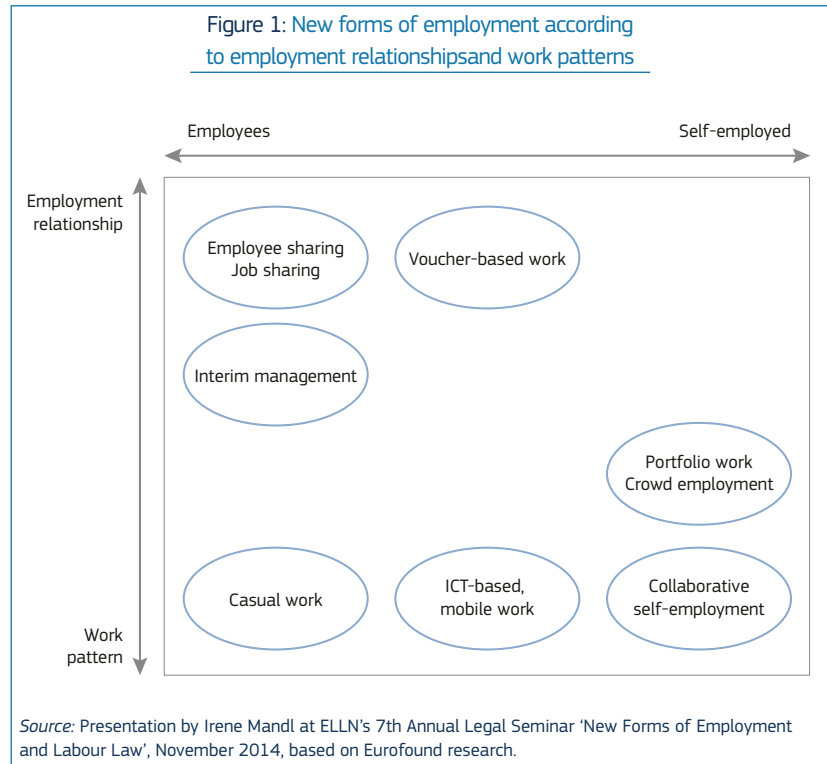 Figure 1: New forms of employment according
to employment relationshipsand work patterns
Employees
Self-employed
Employment
relationship
Employee sharing
Job sharing
Voucher-based work
Interim management
Portfolio work
Crowd employment
Casual work
ICT-based,
mobile work
Collaborative
self-employment
Work
pattern
Source: Presentation by Irene Mandl at ELLN’s 7th Annual Legal Seminar ‘New Forms of Employment
and Labour Law’, November 2014, based on Eurofound research.